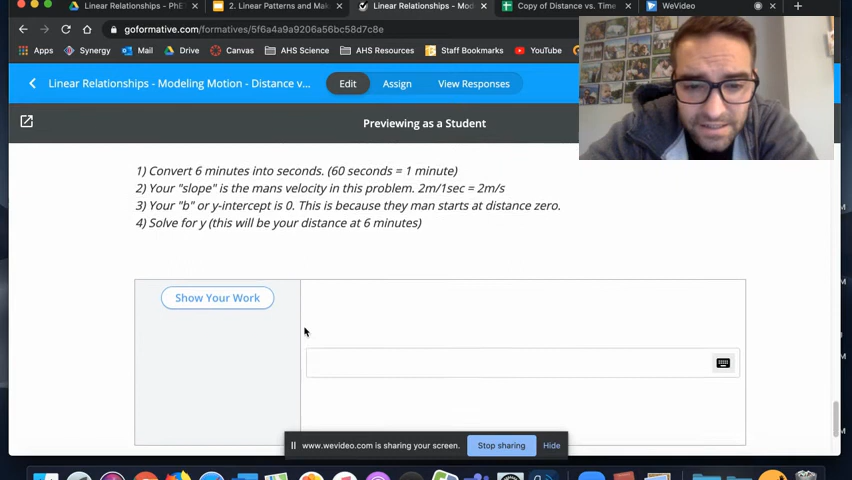 Linear Relationships - PhE
2. Linear Patterns and Mak
Linear Relationships - Mod
Copy of Distance vs. Time
WeVideo
goformative.com/formatives/5f6a4a9a9206a56bc58d7c8e
Apps
Synergy
Mail
Drive
Canvas
AHS Science
AHS Resources
Staff Bookmarks
YouTube
Linear Relationships - Modeling Motion - Distance v...
Edit
Assign
View Responses
Previewing as a Student
1) Convert 6 minutes into seconds. (60 seconds = 1 minute)
2) Your "slope" is the mans velocity in this problem. 2m/1sec = 2m/s
3) Your "b" or y-intercept is 0. This is because they man starts at distance zero.
4) Solve for y (this will be your distance at 6 minutes)
Show Your Work
www.wevideo.com is sharing your screen.
Stop sharing
Hide